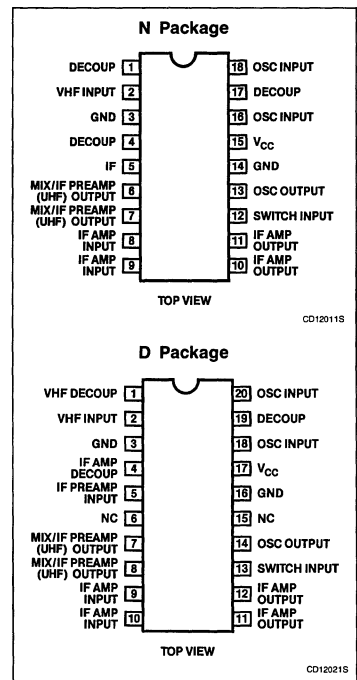 N Package
DECOUP 1 18 OSC INPUT
VHF INPUT 2 17 DECOUP
GND 3 16 OSC INPUT
DECOUP 4 15 VCC
IF 5 14 GND
MIX/IF PREAMP
(UHF) OUTPUT 6 13 OSC OUTPUT
MIX/IF PREAMP
(UHF) OUTPUT 7 12 SWITCH INPUT
IF AMP
INPUT 8 11 IF AMP
OUTPUT
IF AMP
INPUT 9 10 IF AMP
OUTPUT
TOP VIEW
CD12011S
D Package
VHF DECOUP 1 20 OSC INPUT
VHF INPUT 2 19 DECOUP
GND 3 18 OSC INPUT
IF AMP
DECOUP 4 17 VCC
IF PREAMP
INPUT 5 16 GND
NC 6 15 NC
MIX/IF PREAMP
(UHF) OUTPUT 7 14 OSC OUTPUT
MIX/IF PREAMP
(UHF) OUTPUT 8 13 SWITCH INPUT
IF AMP
INPUT 9 12 IF AMP
OUTPUT
IF AMP
INPUT 10 11 IF AMP
OUTPUT
TOP VIEW
CD12021S